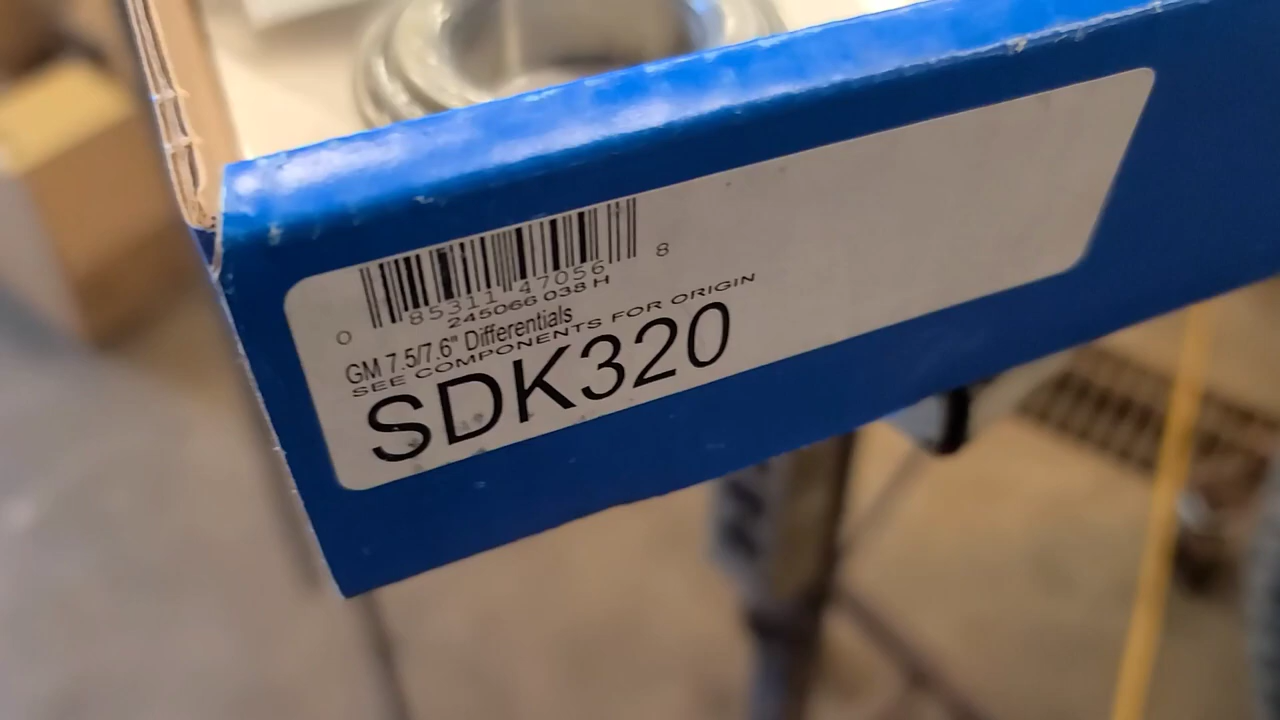 0 85311 47056 8
245066 038 H
GM 7.5/7.6" Differentials
SEE COMPONENTS FOR ORIGIN
SDK320